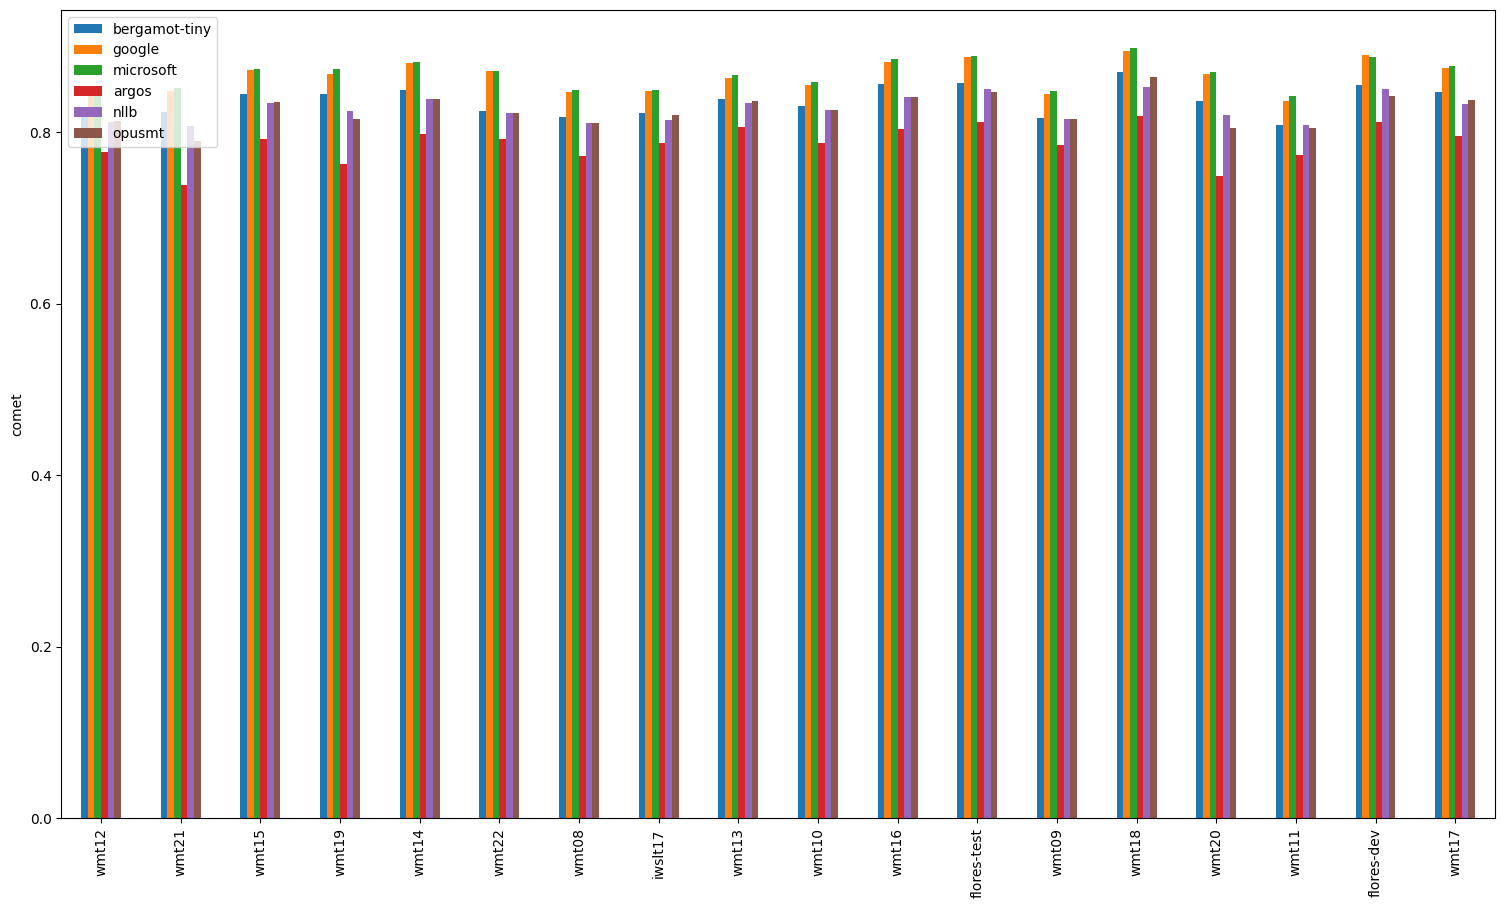 bergamot-tiny
google
microsoft
argos
nllb
opusmt
comet
0.8
0.6
0.4
0.2
0.0
wmt12
wmt21
wmt15
wmt19
wmt14
wmt22
wmt08
iwslt17
wmt13
wmt10
wmt16
flores-test
wmt09
wmt18
wmt20
wmt11
flores-dev
wmt17